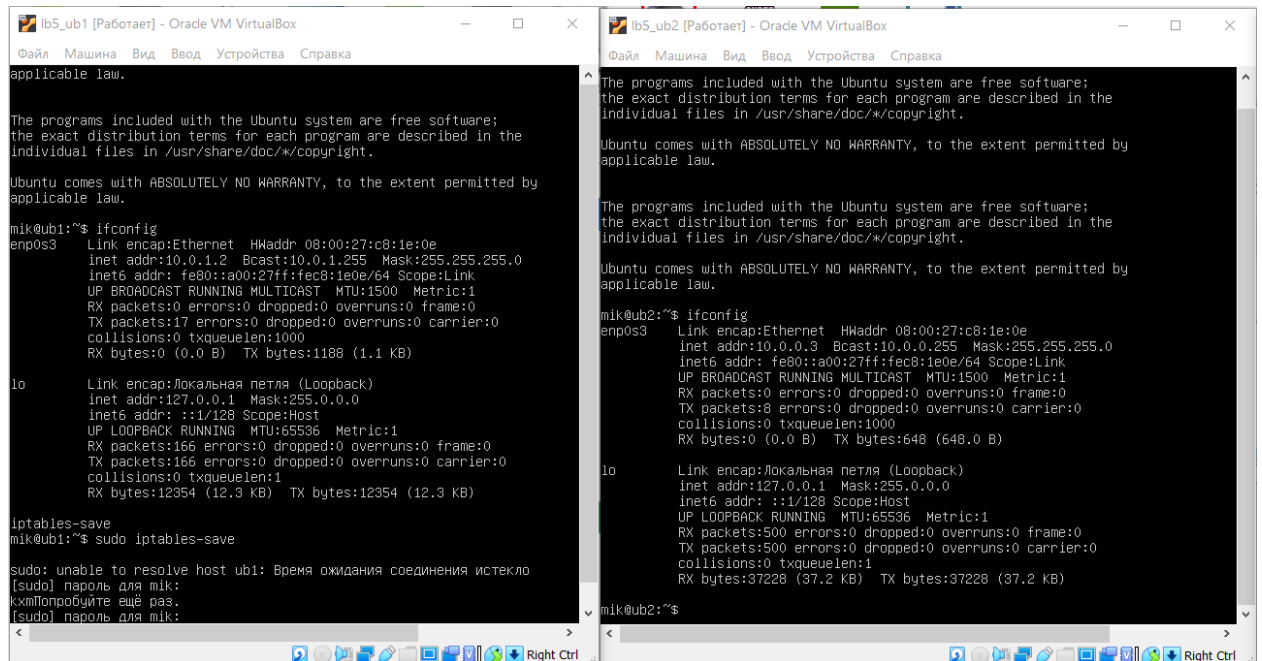 lb5_ub1 [Работает] - Oracle VM VirtualBox
Файл Машина Вид Ввод Устройства Справка
applicable law.
The programs included with the Ubuntu system are free software;
the exact distribution terms for each program are described in the
individual files in /usr/share/doc/*/copyright.
Ubuntu comes with ABSOLUTELY NO WARRANTY, to the extent permitted by
applicable law.
mik@ub1:~$ ifconfig
enp0s3 Link encap:Ethernet HWaddr 08:00:27:c8:1e:0e
inet addr:10.0.1.2 Bcast:10.0.1.255 Mask:255.255.255.0
inet6 addr: fe80::a00:27ff:fec8:1e0e/64 Scope:Link
UP BROADCAST RUNNING MULTICAST MTU:1500 Metric:1
RX packets:0 errors:0 dropped:0 overruns:0 frame:0
TX packets:17 errors:0 dropped:0 overruns:0 carrier:0
collisions:0 txqueuelen:1000
RX bytes:0 (0.0 B) TX bytes:1188 (1.1 KB)
lo Link encap:Локальная петля (Loopback)
inet addr:127.0.0.1 Mask:255.0.0.0
inet6 addr: ::1/128 Scope:Host
UP LOOPBACK RUNNING MTU:65536 Metric:1
RX packets:166 errors:0 dropped:0 overruns:0 frame:0
TX packets:166 errors:0 dropped:0 overruns:0 carrier:0
collisions:0 txqueuelen:1
RX bytes:12354 (12.3 KB) TX bytes:12354 (12.3 KB)
iptables-save
mik@ub1:~$ sudo iptables-save
sudo: unable to resolve host ub1: Время ожидания соединения истекло
[sudo] пароль для mik:
kxmПопробуйте ещё раз.
[sudo] пароль для mik:
Right Ctrl
lb5_ub2 [Работает] - Oracle VM VirtualBox
Файл Машина Вид Ввод Устройства Справка
The programs included with the Ubuntu system are free software;
the exact distribution terms for each program are described in the
individual files in /usr/share/doc/*/copyright.
Ubuntu comes with ABSOLUTELY NO WARRANTY, to the extent permitted by
applicable law.
The programs included with the Ubuntu system are free software;
the exact distribution terms for each program are described in the
individual files in /usr/share/doc/*/copyright.
Ubuntu comes with ABSOLUTELY NO WARRANTY, to the extent permitted by
applicable law.
mik@ub2:~$ ifconfig
enp0s3 Link encap:Ethernet HWaddr 08:00:27:c8:1e:0e
inet addr:10.0.0.3 Bcast:10.0.0.255 Mask:255.255.255.0
inet6 addr: fe80::a00:27ff:fec8:1e0e/64 Scope:Link
UP BROADCAST RUNNING MULTICAST MTU:1500 Metric:1
RX packets:0 errors:0 dropped:0 overruns:0 frame:0
TX packets:8 errors:0 dropped:0 overruns:0 carrier:0
collisions:0 txqueuelen:1000
RX bytes:0 (0.0 B) TX bytes:648 (648.0 B)
lo Link encap:Локальная петля (Loopback)
inet addr:127.0.0.1 Mask:255.0.0.0
inet6 addr: ::1/128 Scope:Host
UP LOOPBACK RUNNING MTU:65536 Metric:1
RX packets:500 errors:0 dropped:0 overruns:0 frame:0
TX packets:500 errors:0 dropped:0 overruns:0 carrier:0
collisions:0 txqueuelen:1
RX bytes:37228 (37.2 KB) TX bytes:37228 (37.2 KB)
mik@ub2:~$
Right Ctrl